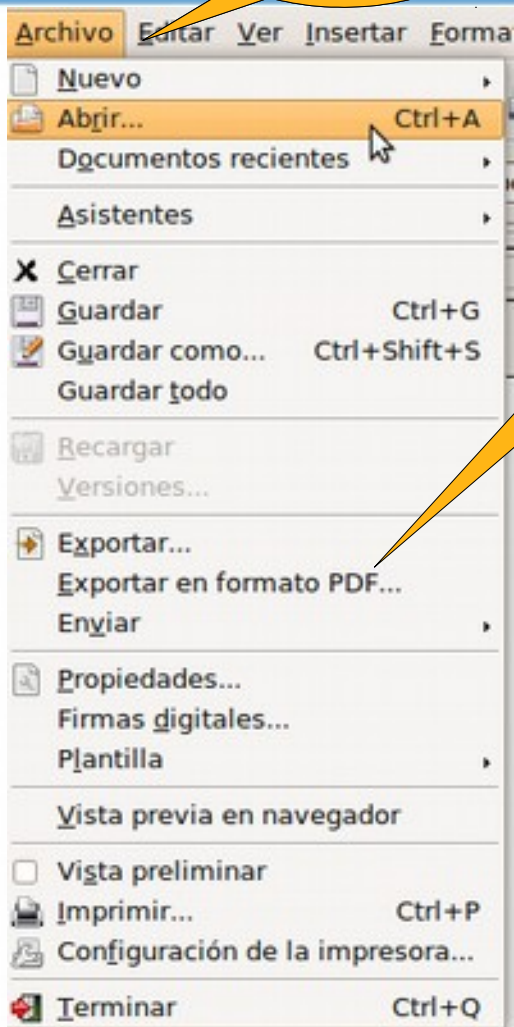 Archivo Editar Ver Insertar Forma
Nuevo
Abrir... Ctrl+A
Documentos recientes
Asistentes
Cerrar
Guardar Ctrl+G
Guardar como... Ctrl+Shift+S
Guardar todo
Recargar
Versiones...
Exportar...
Exportar en formato PDF...
Enviar
Propiedades...
Firmas digitales...
Plantilla
Vista previa en navegador
Vista preliminar
Imprimir... Ctrl+P
Configuración de la impresora...
Terminar Ctrl+Q